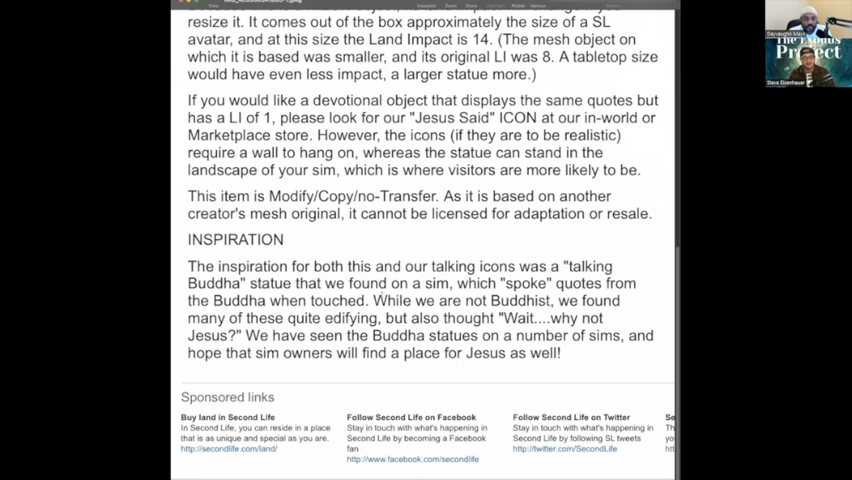 resize it. It comes out of the box approximately the size of a SL
avatar, and at this size the Land Impact is 14. (The mesh object on
which it is based was smaller, and its original LI was 8. A tabletop size
would have even less impact, a larger statue more.)
If you would like a devotional object that displays the same quotes but
has a LI of 1, please look for our "Jesus Said" ICON at our in-world or
Marketplace store. However, the icons (if they are to be realistic)
require a wall to hang on, whereas the statue can stand in the
landscape of your sim, which is where visitors are more likely to be.
This item is Modify/Copy/no-Transfer. As it is based on another
creator's mesh original, it cannot be licensed for adaptation or resale.
INSPIRATION
The inspiration for both this and our talking icons was a "talking
Buddha" statue that we found on a sim, which "spoke" quotes from
the Buddha when touched. While we are not Buddhist, we found
many of these quite edifying, but also thought "Wait....why not
Jesus?" We have seen the Buddha statues on a number of sims, and
hope that sim owners will find a place for Jesus as well!
Sponsored links
Buy land in Second Life
In Second Life, you can reside in a place
that is as unique and special as you are.
http://secondlife.com/land/
Follow Second Life on Facebook
Stay in touch with what's happening in
Second Life by becoming a Facebook
fan
http://www.facebook.com/secondlife
Follow Second Life on Twitter
Stay in touch with what's happening in
Second Life by following SL tweets
http://twitter.com/SecondLife
Se
Th
yo
htt
The Exodus
Project
Steve Eisenhauer